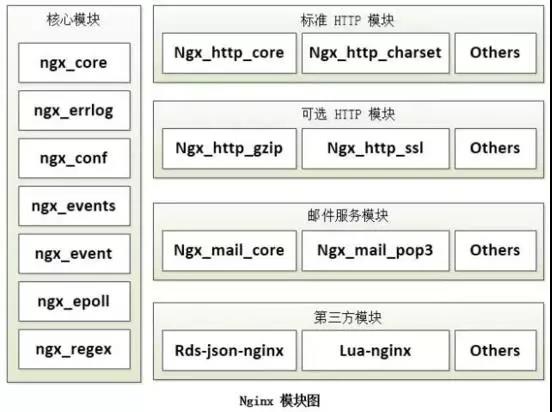 核心模块
ngx_core
ngx_errlog
ngx_conf
ngx_events
ngx_event
ngx_epoll
ngx_regex
标准 HTTP 模块
Ngx_http_core
Ngx_http_charset
Others
可选 HTTP 模块
Ngx_http_gzip
Ngx_http_ssl
Others
邮件服务模块
Ngx_mail_core
Ngx_mail_pop3
Others
第三方模块
Rds-json-nginx
Lua-nginx
Others
Nginx 模块图